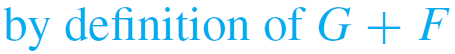 by definition of G + F